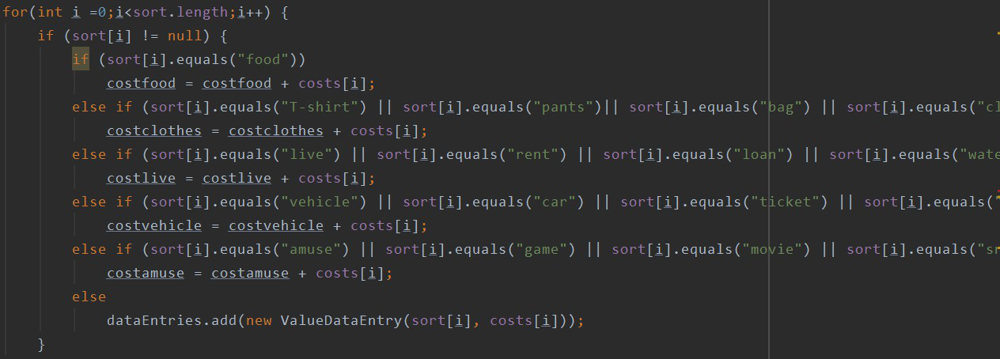 for(int i =0;i<sort.length;i++) {
if (sort[i] != null) {
if (sort[i].equals("food"))
costfood = costfood + costs[i];
else if (sort[i].equals("T-shirt") || sort[i].equals("pants")|| sort[i].equals("bag") || sort[i].equals("cl
costclothes = costclothes + costs[i];
else if (sort[i].equals("live") || sort[i].equals("rent") || sort[i].equals("loan") || sort[i].equals("wate
costlive = costlive + costs[i];
else if (sort[i].equals("vehicle") || sort[i].equals("car") || sort[i].equals("ticket") || sort[i].equals("
costvehicle = costvehicle + costs[i];
else if (sort[i].equals("amuse") || sort[i].equals("game") || sort[i].equals("movie") || sort[i].equals("sn
costamuse = costamuse + costs[i];
else
dataEntries.add(new ValueDataEntry(sort[i], costs[i]));
}